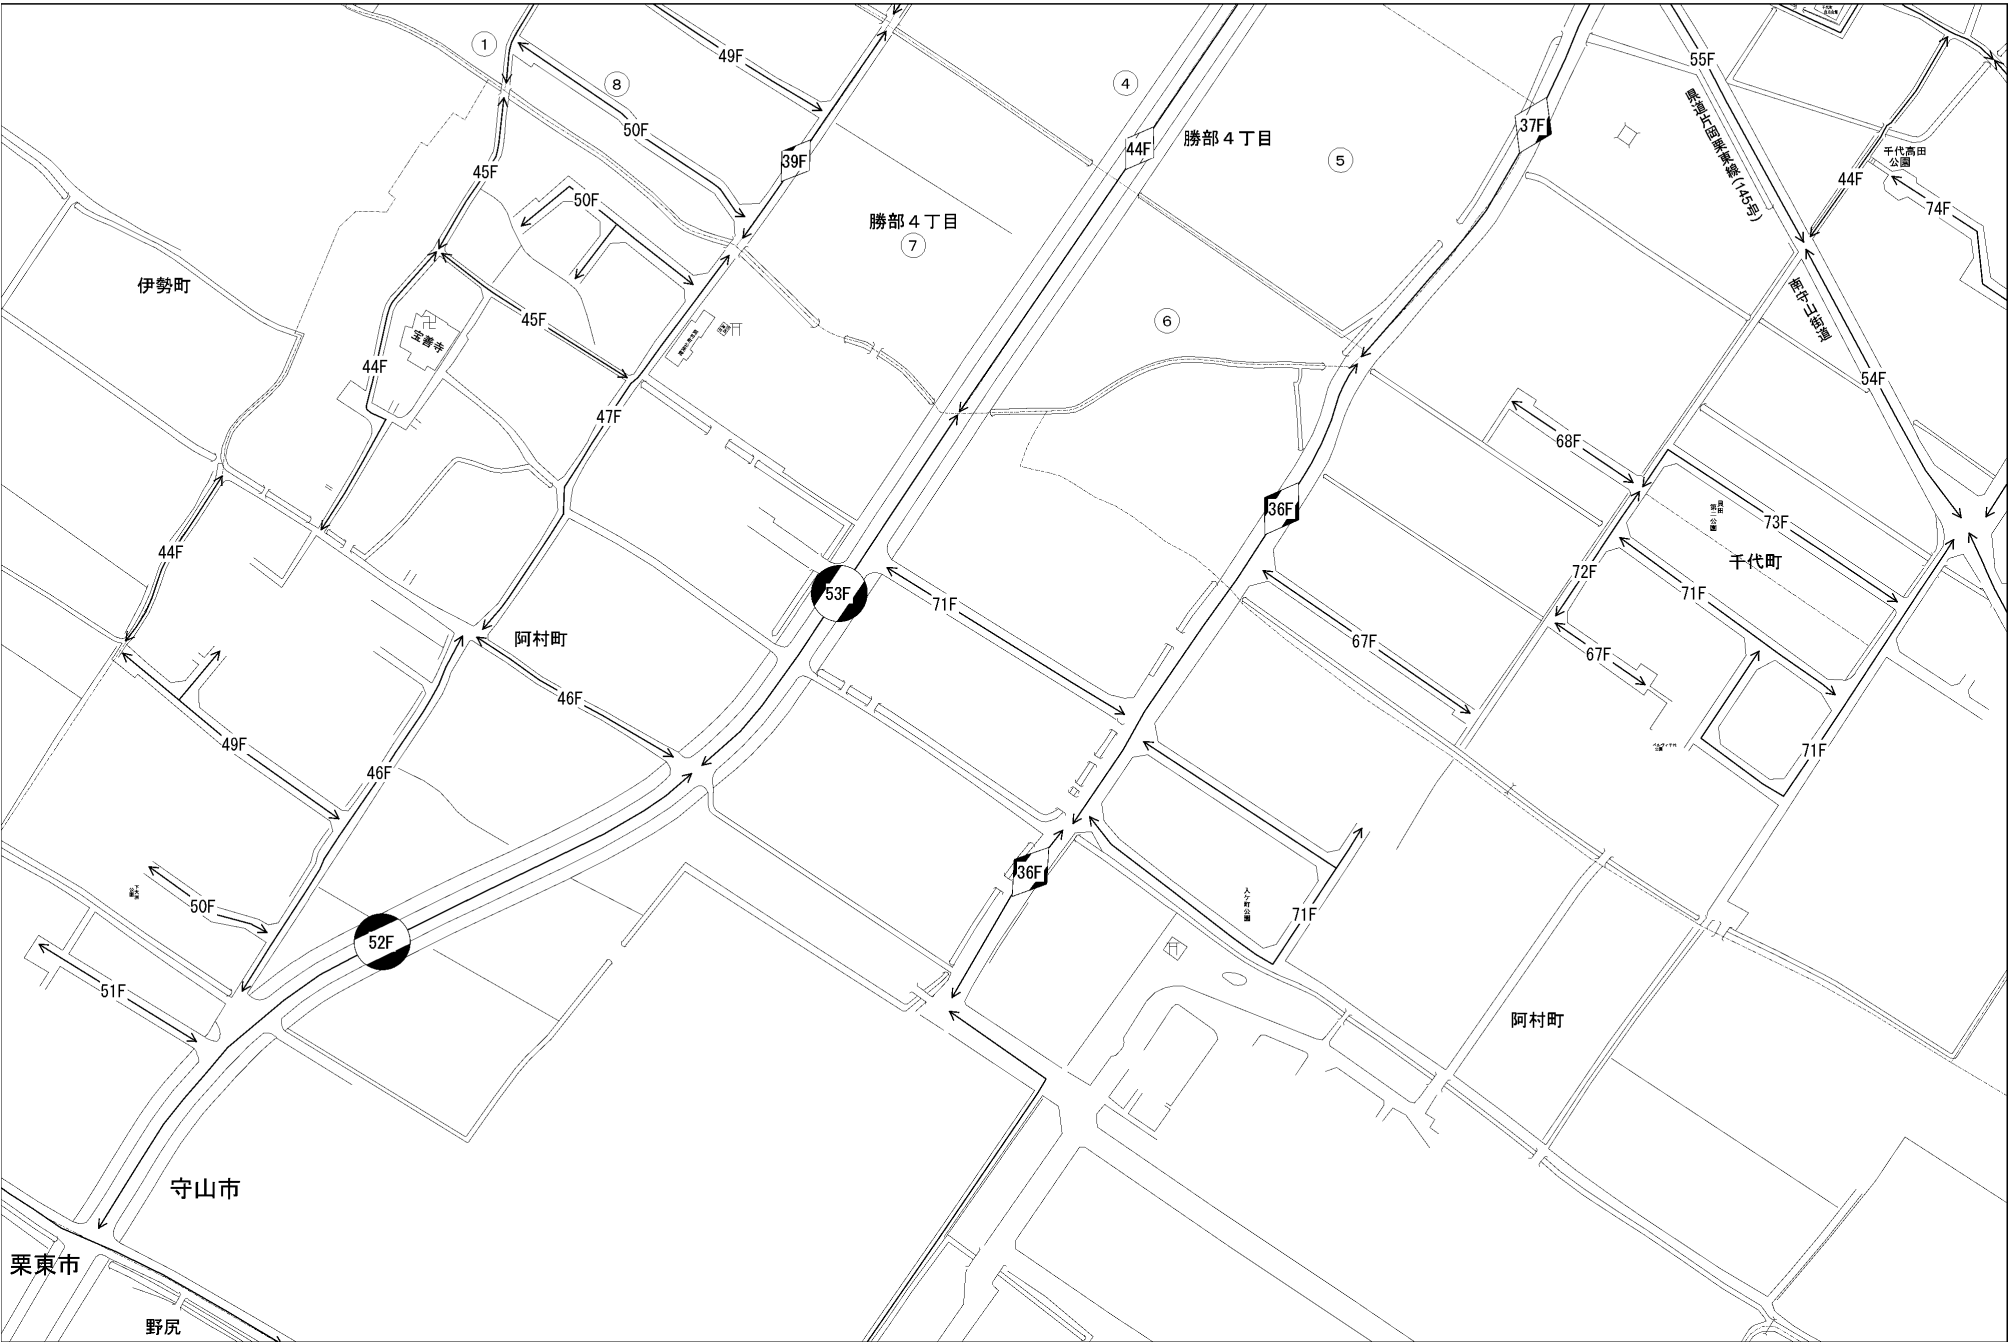 ①
49F
⑧
50F
④
勝部４丁目
44F
39F
⑤
37F
55F
県道片岡栗東線(145号)
千代高田
公園
44F
74F
45F
50F
勝部４丁目
⑦
伊勢町
45F
宝善寺
44F
47F
⑥
南守山街道
54F
68F
36F
73F
第二公園
千代町
44F
53F
71F
72F
71F
67F
67F
阿村町
46F
49F
46F
71F
36F
71F
50F
52F
51F
阿村町
守山市
栗東市
野尻